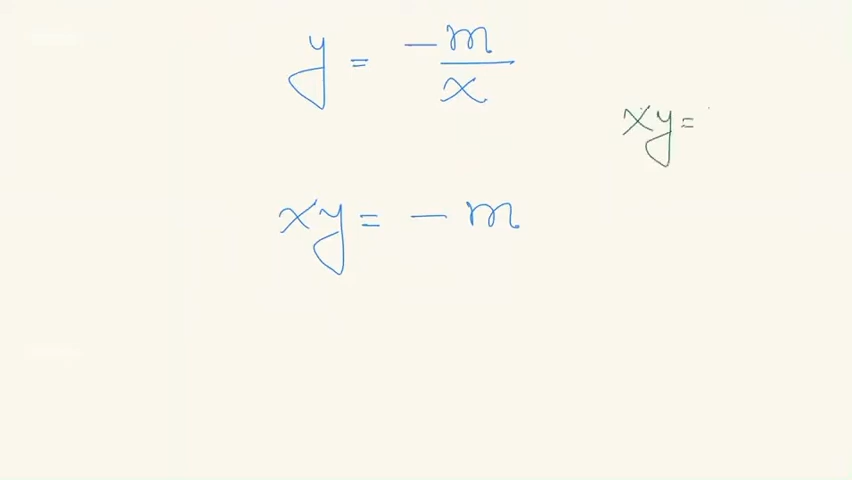 y = -m/x
xy =
xy = - m